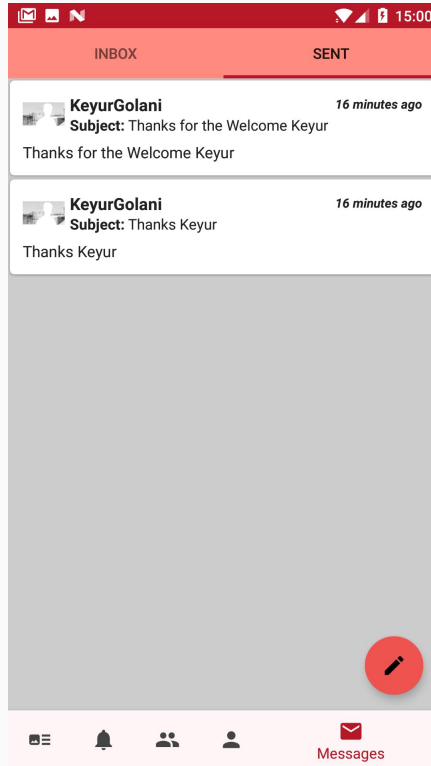 15:00
INBOX
SENT
KeyurGolani
16 minutes ago
Subject: Thanks for the Welcome Keyur
Thanks for the Welcome Keyur
KeyurGolani
16 minutes ago
Subject: Thanks Keyur
Thanks Keyur
Messages